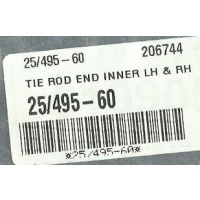 25/495-60 206744
TIE ROD END INNER LH & RH
25/495-60
*25/495-60*